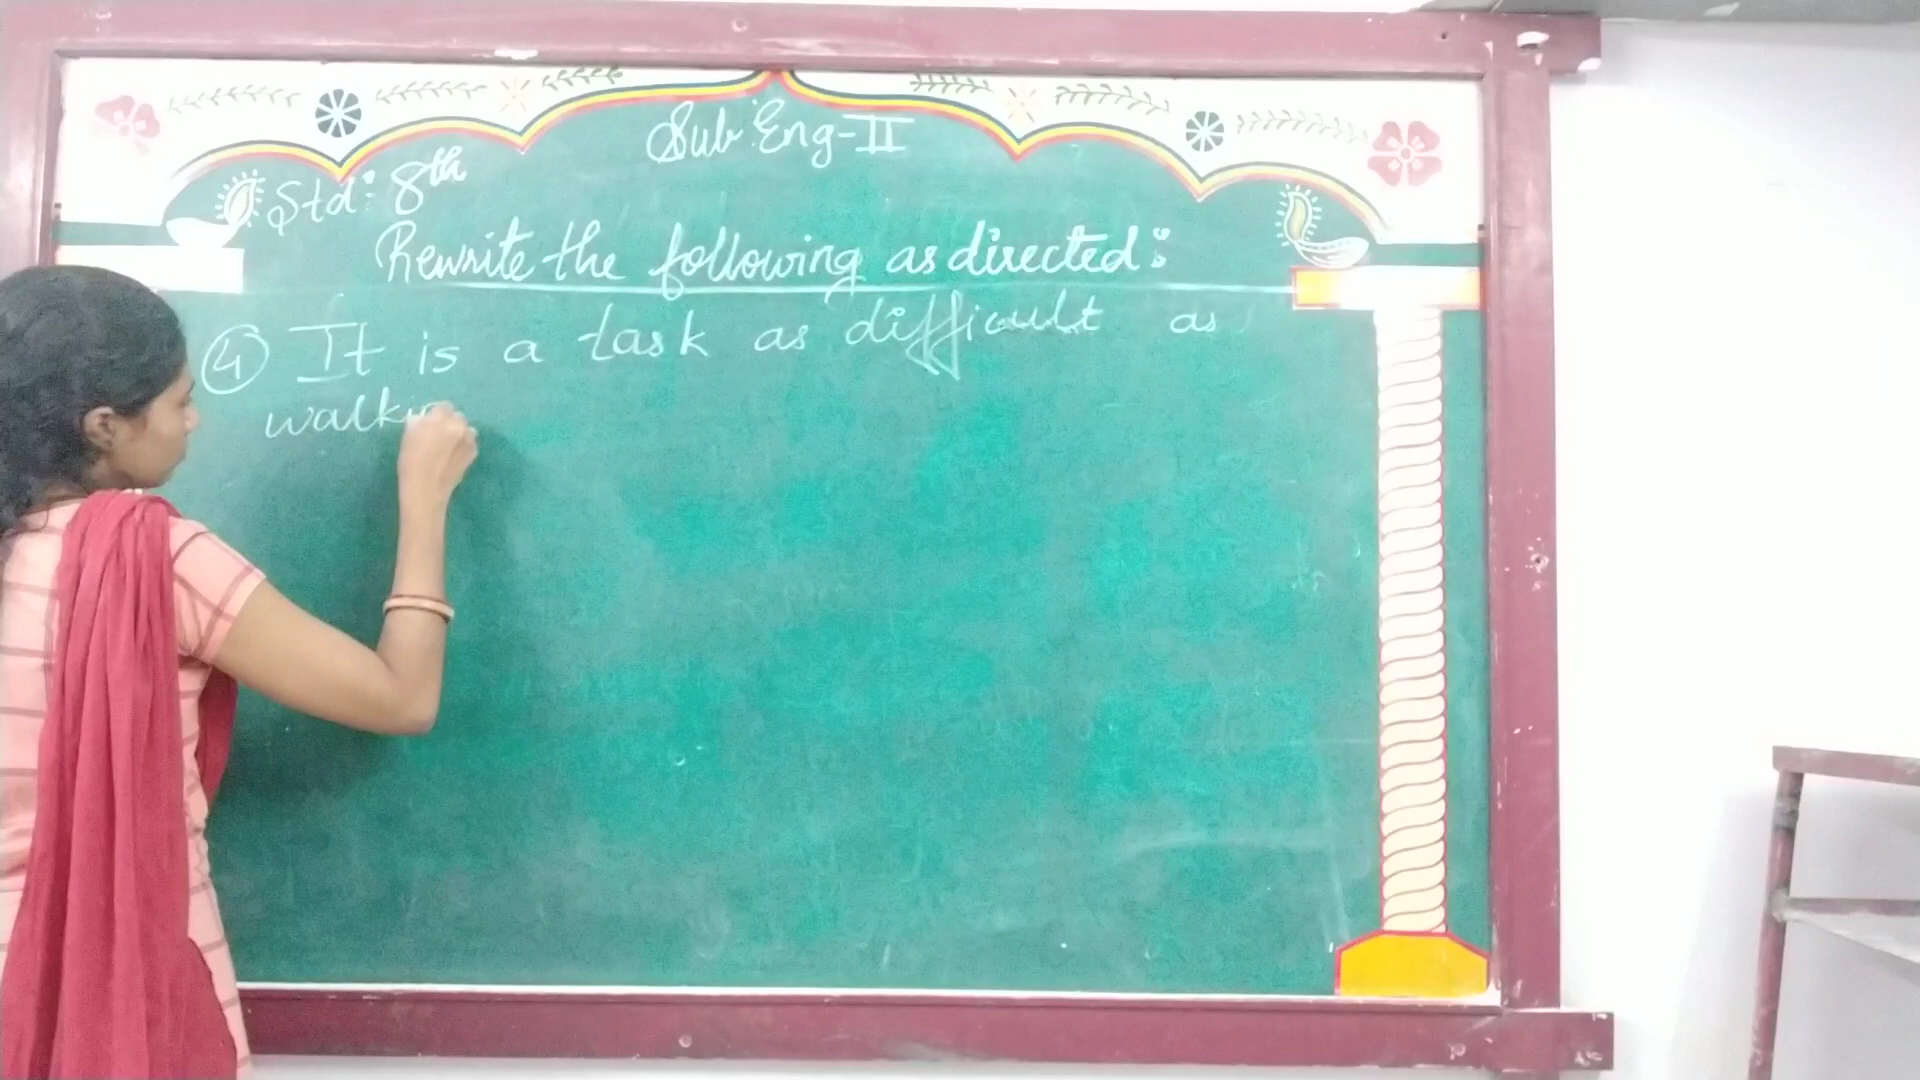 Sub: Eng-II
Std: 8th
Rewrite the following as directed:
④ It is a task as difficult as
walki